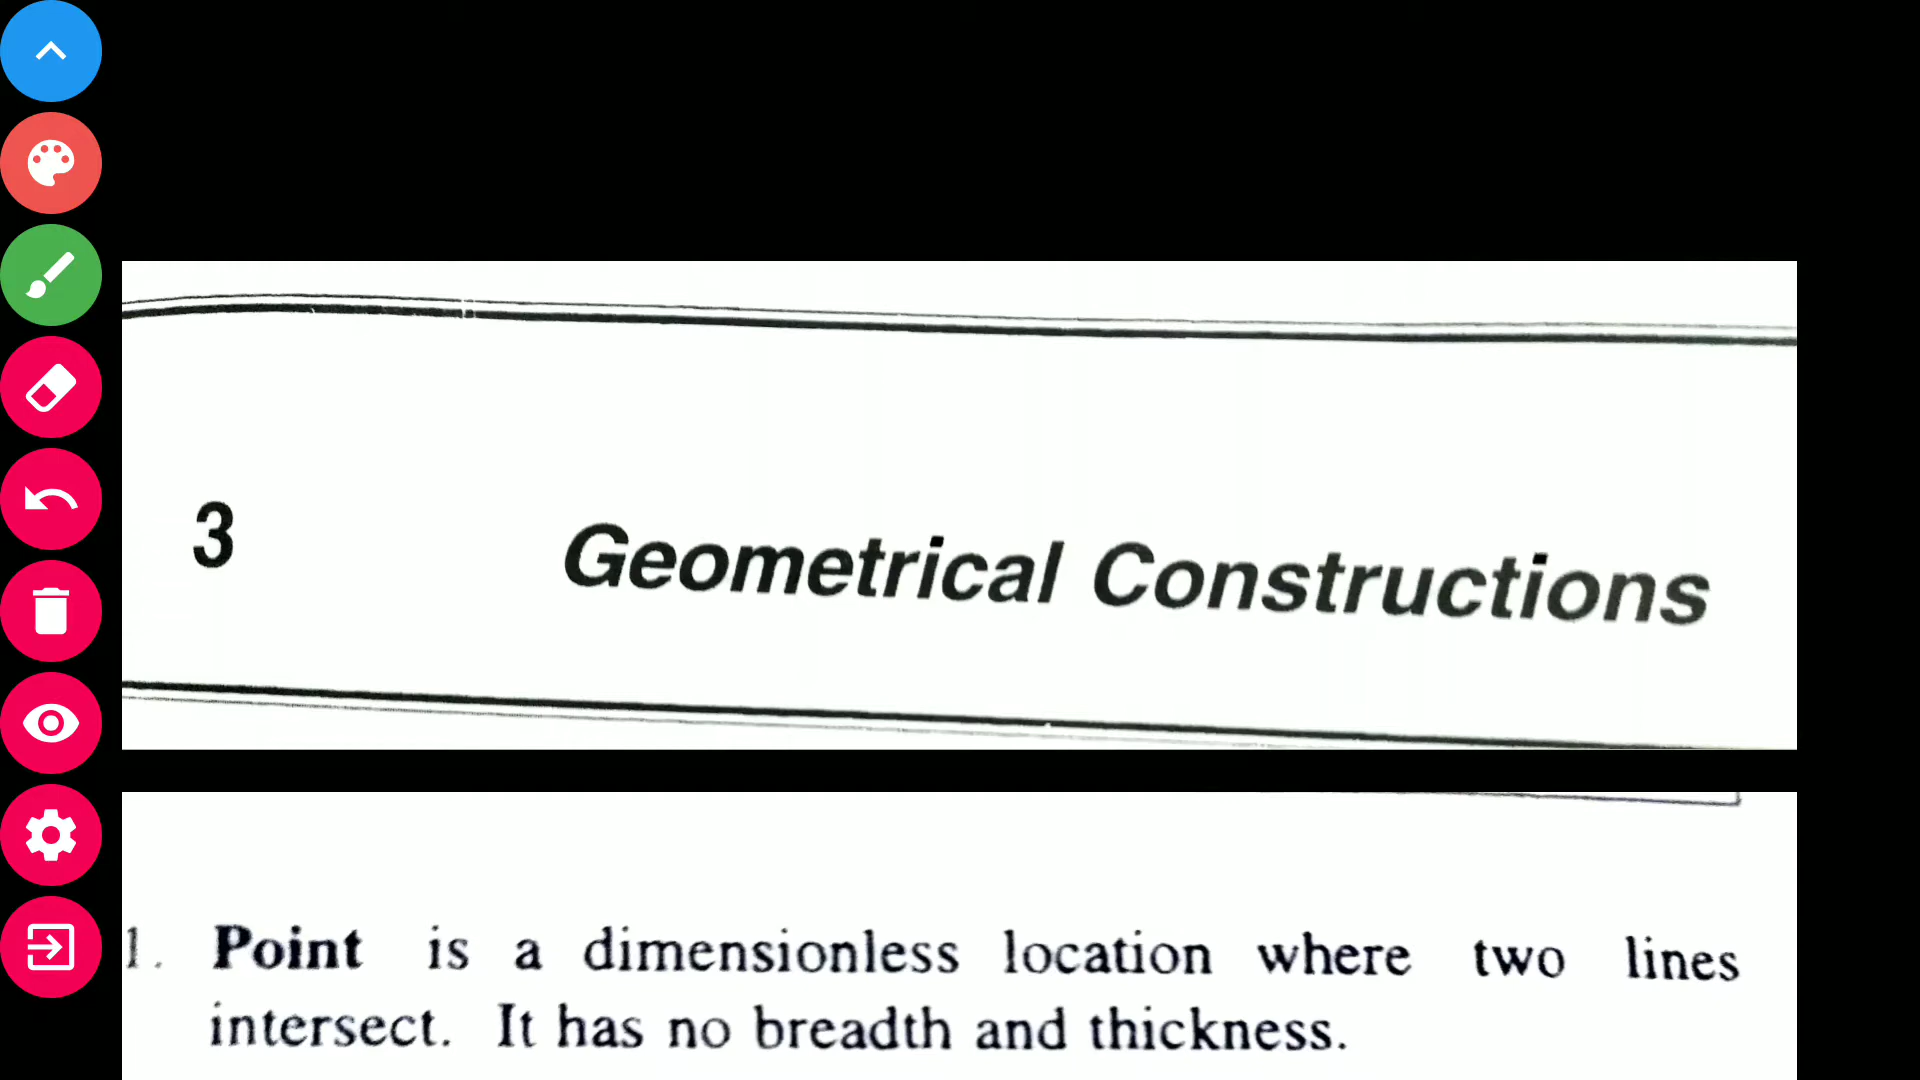 3 Geometrical Constructions
1. Point is a dimensionless location where two lines
intersect. It has no breadth and thickness.